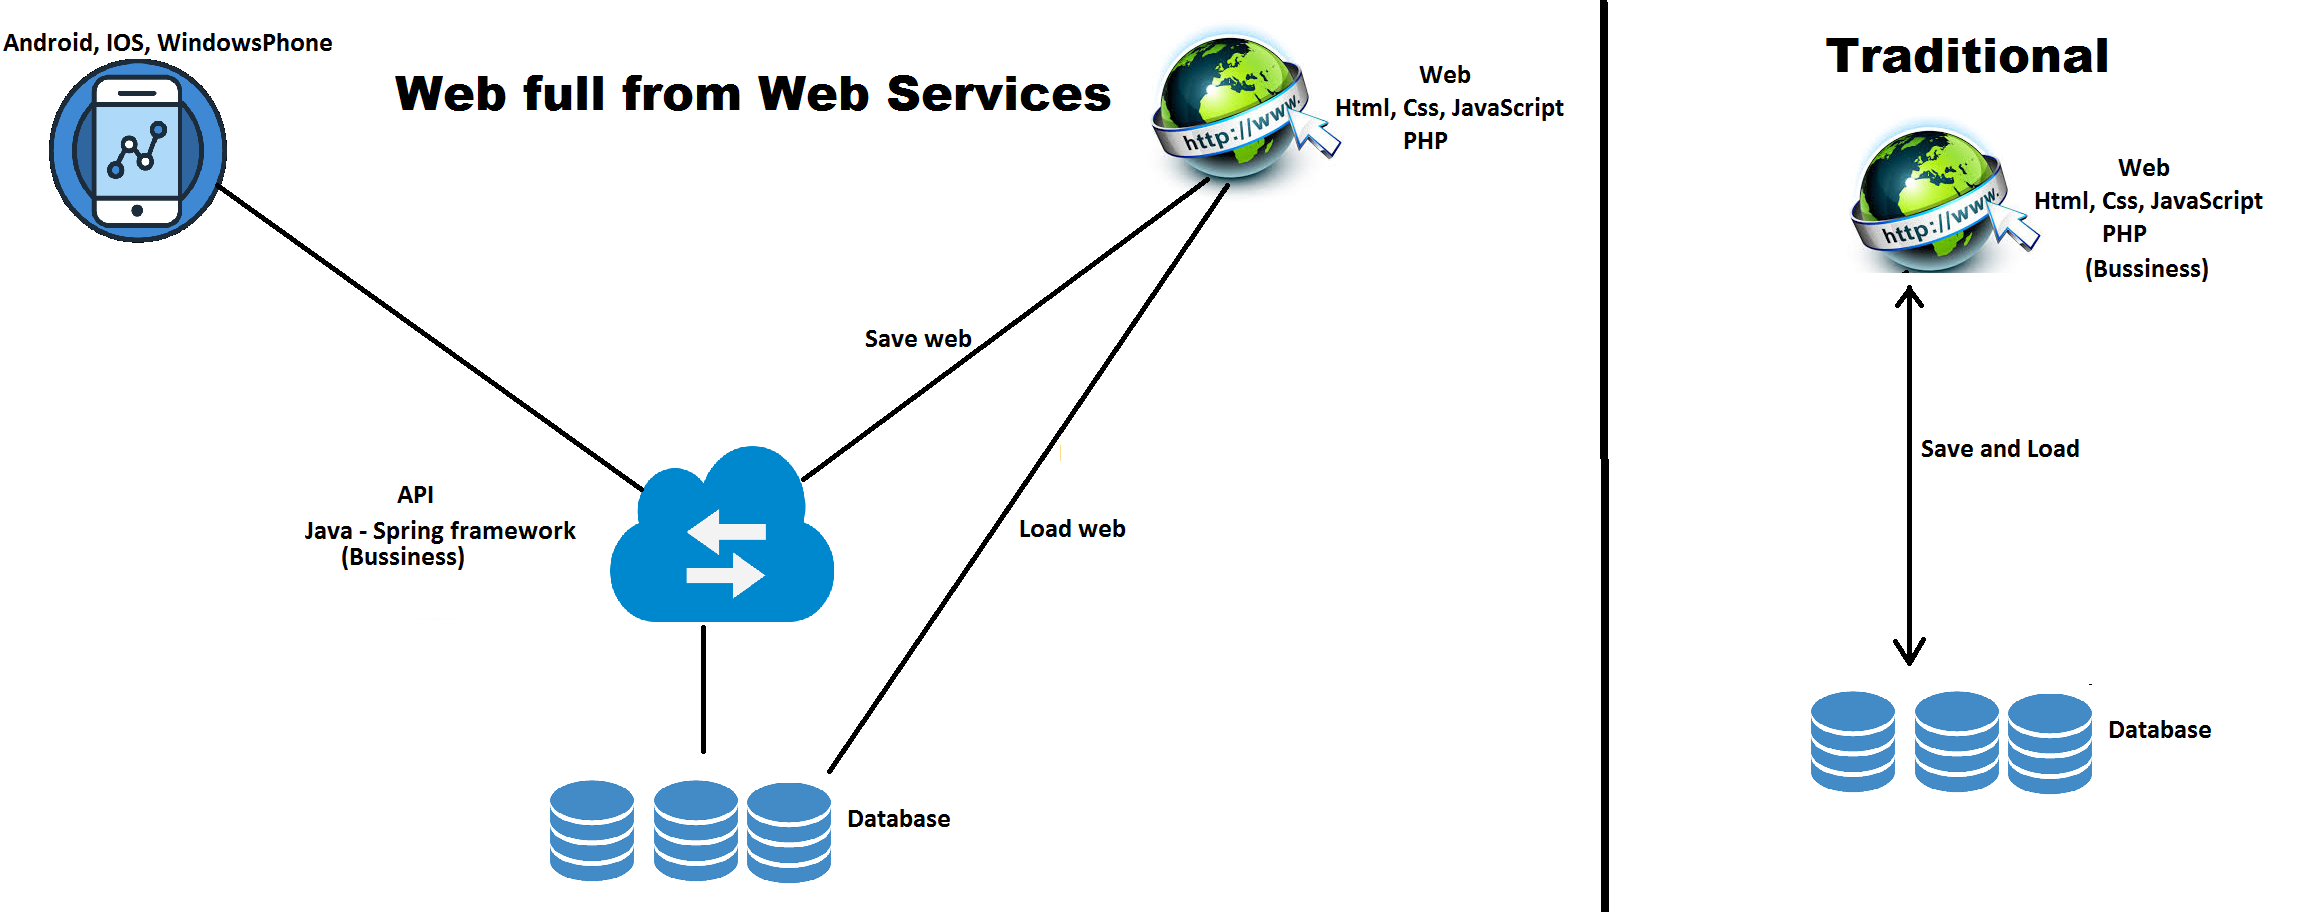 Android, IOS, WindowsPhone
Web full from Web Services
http://www.
Web
Html, Css, JavaScript
PHP
Save web
Load web
API
Java - Spring framework
(Bussiness)
Database
Traditional
http://www.
Web
Html, Css, JavaScript
PHP
(Bussiness)
Save and Load
Database